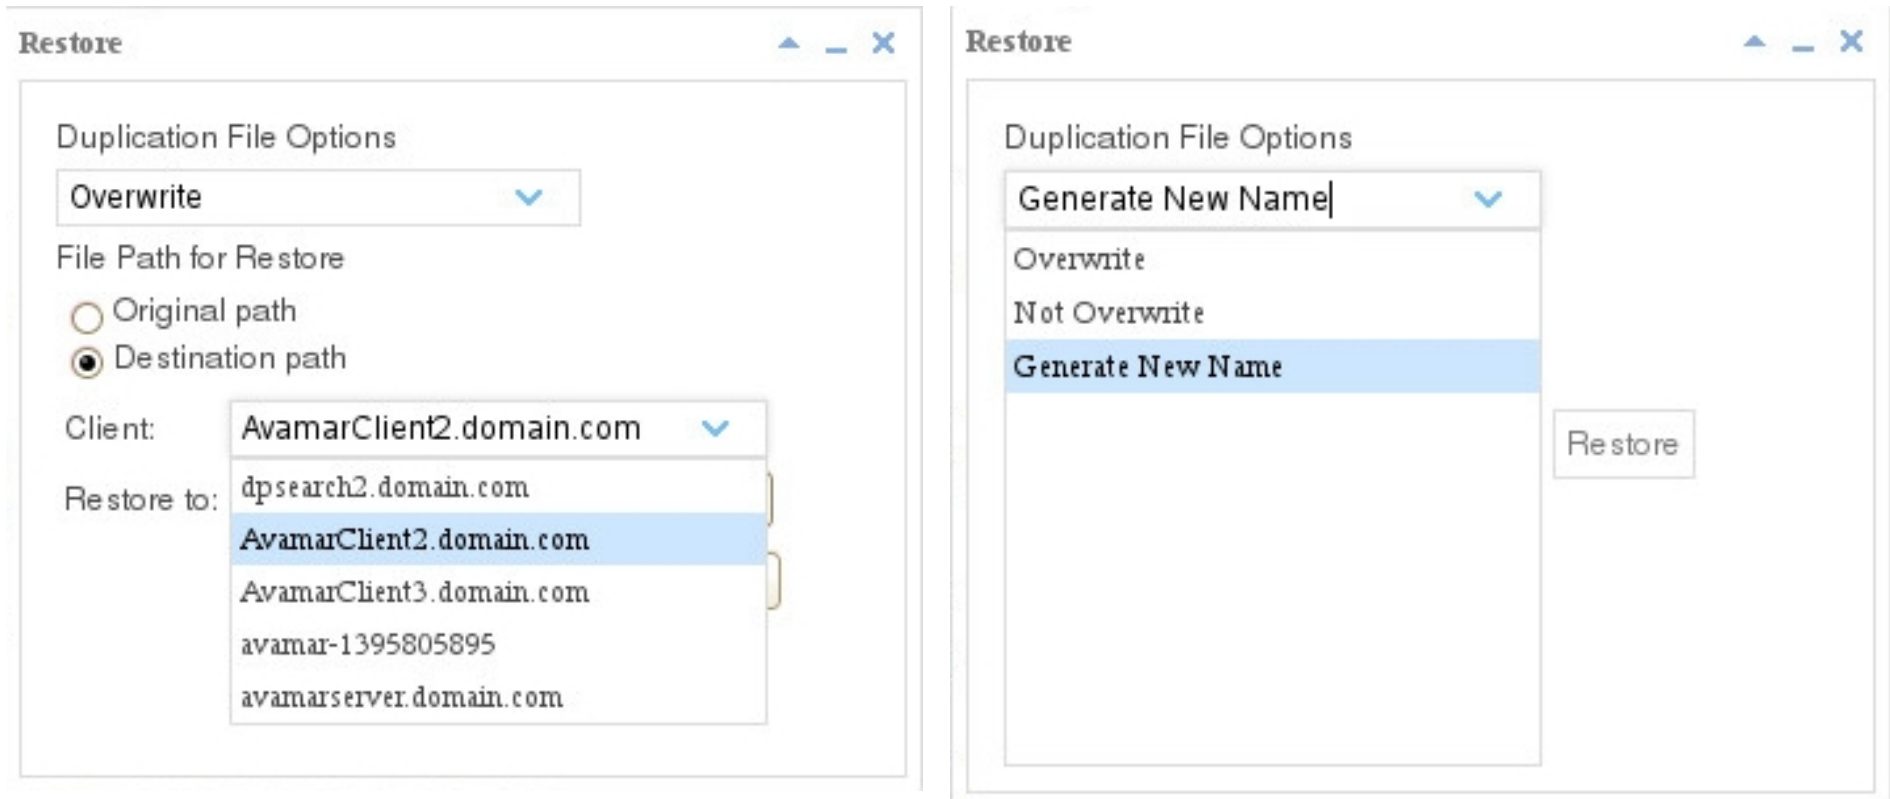 Restore
Duplication File Options
Overwrite
File Path for Restore
Original path
Destination path
Client: AvamarClient2.domain.com
dpsearch2.domain.com
Restore to:
AvamarClient2.domain.com
AvamarClient3.domain.com
avamar-1395805895
avamarserver.domain.com
Restore
Duplication File Options
Generate New Name
Overwrite
Not Overwrite
Generate New Name
Restore